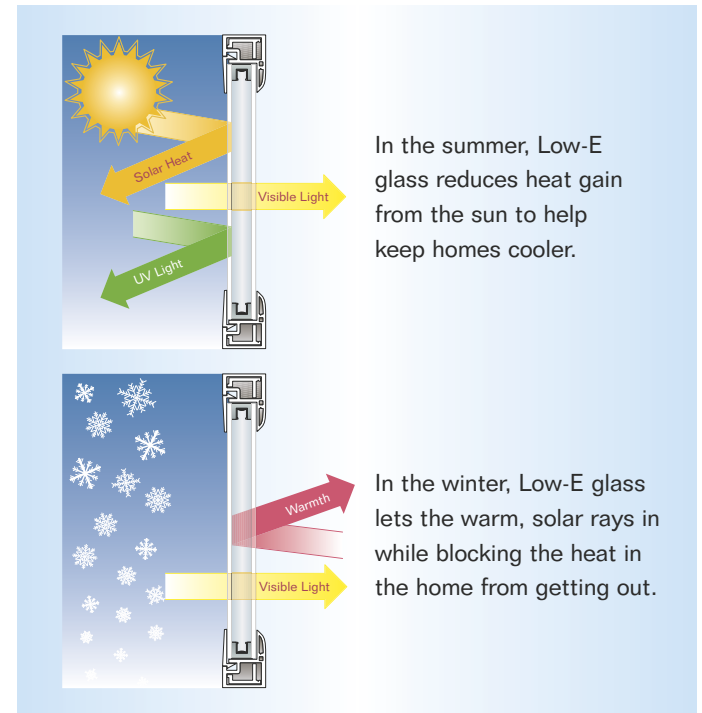 Solar Heat
Visible Light
UV Light
In the summer, Low-E
glass reduces heat gain
from the sun to help
keep homes cooler.
Warmth
Visible Light
In the winter, Low-E glass
lets the warm, solar rays in
while blocking the heat in
the home from getting out.